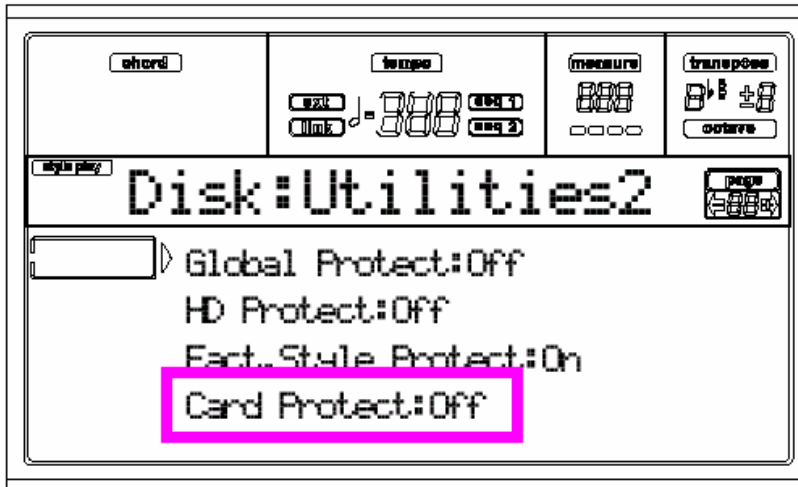 chord
tempo
measure
transpose
ext
seq 1
link
seq 2
octave
style play
Disk:Utilities2
page
Global Protect:Off
HD Protect:Off
Fact.Style Protect:On
Card Protect:Off